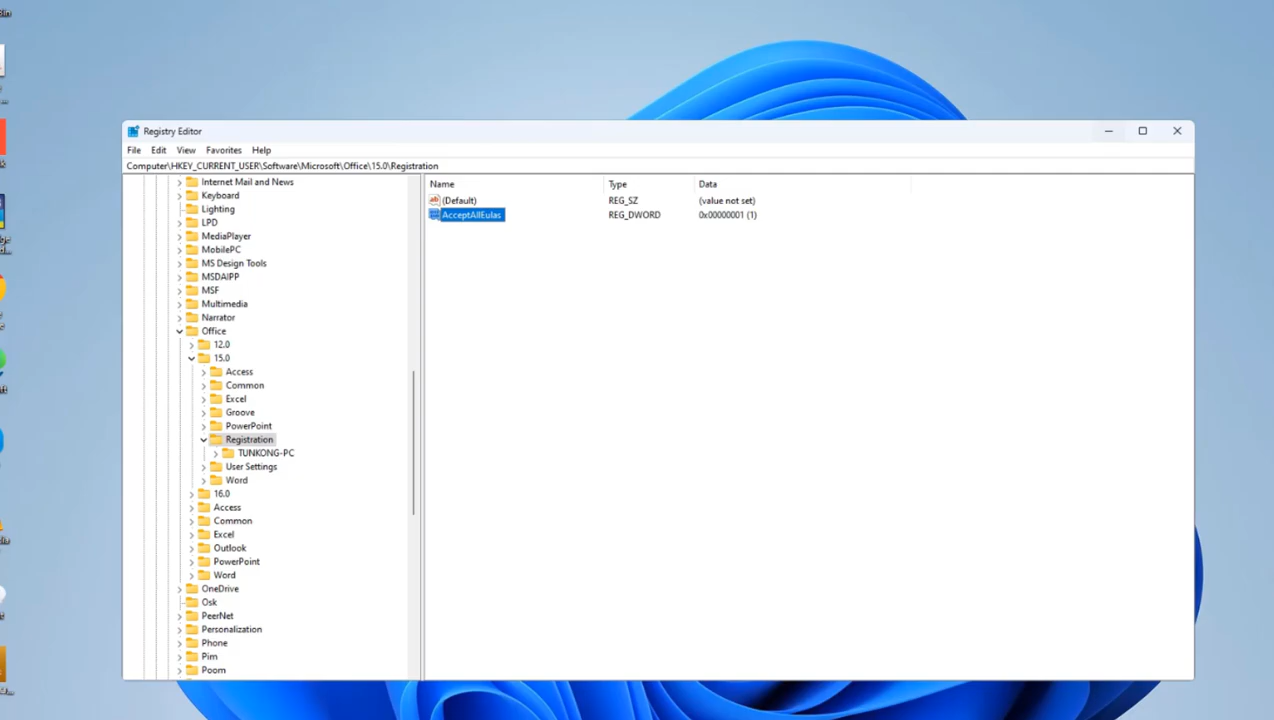 Registry Editor
File Edit View Favorites Help
Computer\HKEY_CURRENT_USER\Software\Microsoft\Office\15.0\Registration
Internet Mail and News
Keyboard
Lighting
LPD
MediaPlayer
MobilePC
MS Design Tools
MSDAIPP
MSF
Multimedia
Narrator
Office
12.0
15.0
Access
Common
Excel
Groove
PowerPoint
Registration
TUNKONG-PC
User Settings
Word
16.0
Access
Common
Excel
Outlook
PowerPoint
Word
OneDrive
Osk
PeerNet
Personalization
Phone
Pim
Poom
Name Type Data
(Default) REG_SZ (value not set)
AcceptAllEulas REG_DWORD 0x00000001 (1)